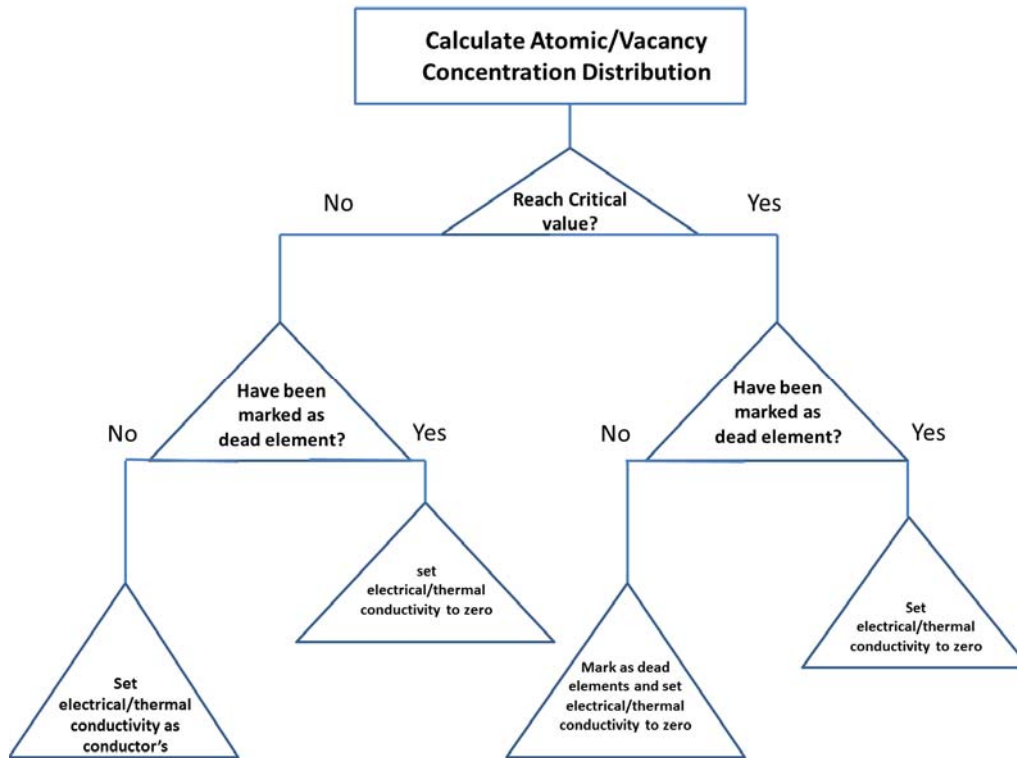 Calculate Atomic/Vacancy
Concentration Distribution
Reach Critical
value?
No
Yes
Have been
marked as
dead element?
No
Yes
Have been
marked as
dead element?
No
Yes
set
electrical/thermal
conductivity to zero
Set
electrical/thermal
conductivity to zero
Set
electrical/thermal
conductivity as
conductor's
Mark as dead
elements and set
electrical/thermal
conductivity to zero